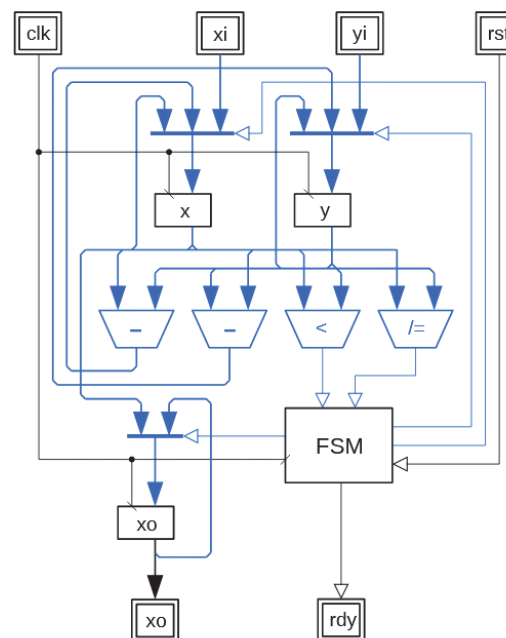 clk
xi
yi
rst
x
y
–
–
<
/=
FSM
xo
xo
rdy